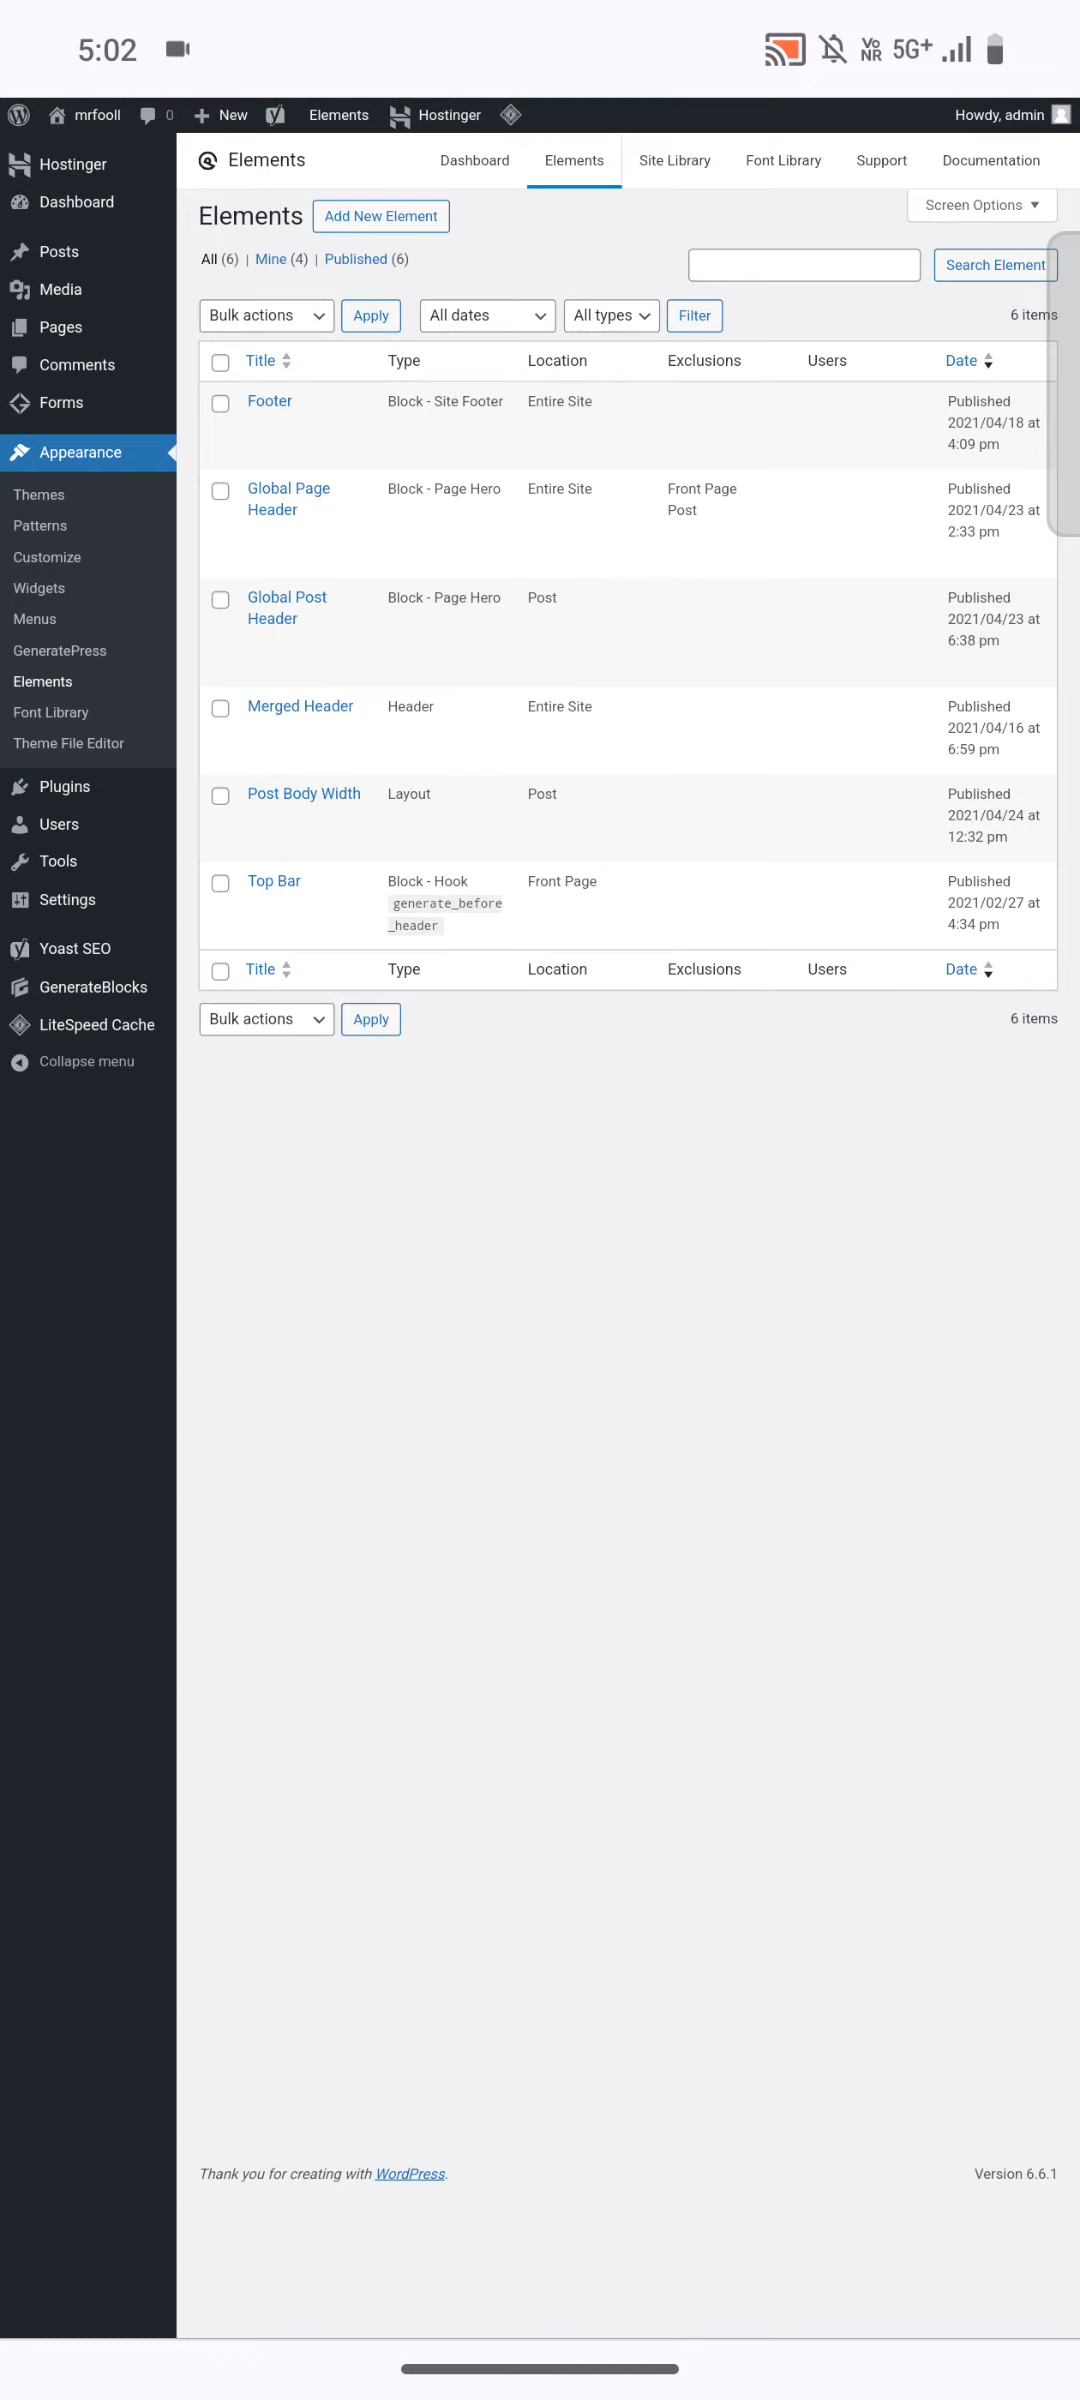 5:02
Vo NR 5G+
mrfooll 0 New Elements Hostinger Howdy, admin
Hostinger
Dashboard
Posts
Media
Pages
Comments
Forms
Appearance
Themes
Patterns
Customize
Widgets
Menus
GeneratePress
Elements
Font Library
Theme File Editor
Plugins
Users
Tools
Settings
Yoast SEO
GenerateBlocks
LiteSpeed Cache
Collapse menu
Elements Dashboard Elements Site Library Font Library Support Documentation
Screen Options
Elements Add New Element
All (6) | Mine (4) | Published (6)
Search Element
Bulk actions Apply All dates All types Filter 6 items
Title Type Location Exclusions Users Date
Footer Block - Site Footer Entire Site Published
2021/04/18 at
4:09 pm
Global Page Block - Page Hero Entire Site Front Page Published
Header Post 2021/04/23 at
2:33 pm
Global Post Block - Page Hero Post Published
Header 2021/04/23 at
6:38 pm
Merged Header Header Entire Site Published
2021/04/16 at
6:59 pm
Post Body Width Layout Post Published
2021/04/24 at
12:32 pm
Top Bar Block - Hook Front Page Published
generate_before 2021/02/27 at
_header 4:34 pm
Title Type Location Exclusions Users Date
Bulk actions Apply 6 items
Thank you for creating with WordPress. Version 6.6.1